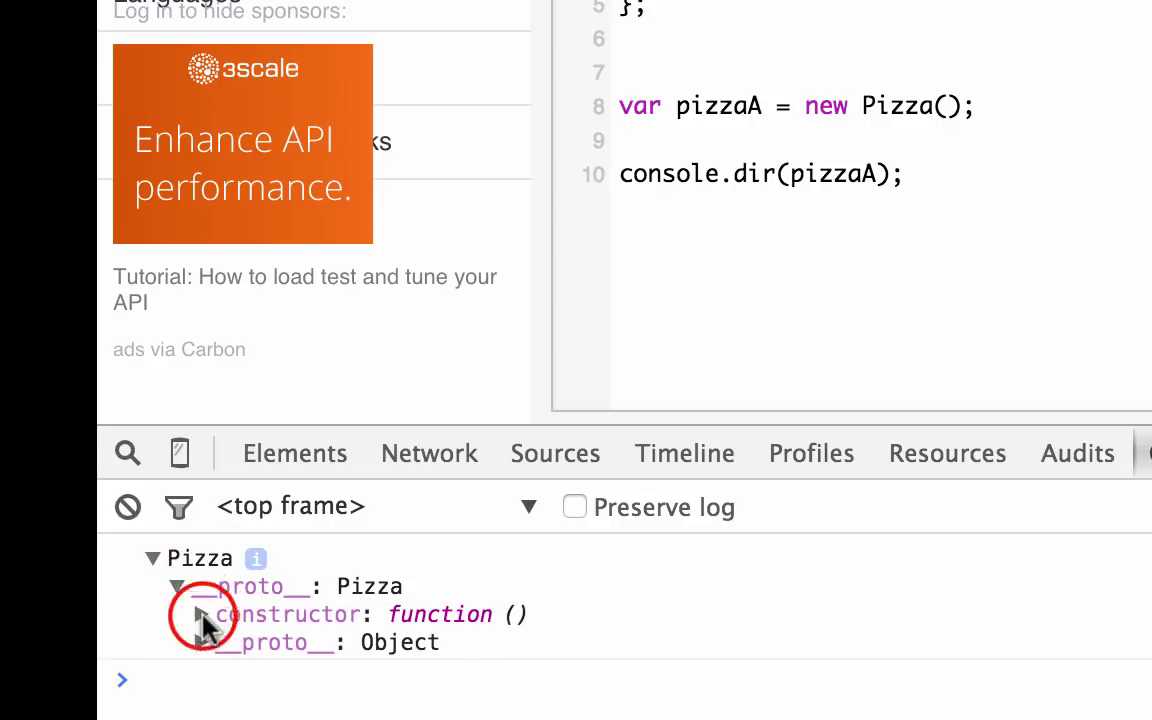 Languages
Log in to hide sponsors:
3scale
Enhance API
performance.
ks
Tutorial: How to load test and tune your
API
ads via Carbon
5 };
6
7
8 var pizzaA = new Pizza();
9
10 console.dir(pizzaA);
Elements Network Sources Timeline Profiles Resources Audits
<top frame> ▼ Preserve log
▼ Pizza i
▼ __proto__: Pizza
▶ constructor: function ()
▶ __proto__: Object
>